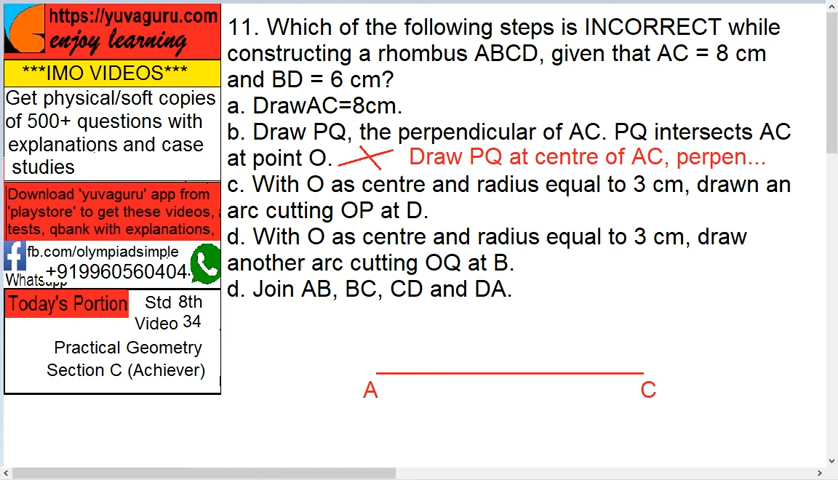 https://yuvaguru.com
enjoy learning
***IMO VIDEOS***
Get physical/soft copies
of 500+ questions with
explanations and case
studies
Download 'yuvaguru' app from
'playstore' to get these videos,
tests, qbank with explanations,
fb.com/olympiadsimple
Whatsupp +919960560404
Today's Portion
Std 8th
Video 34
Practical Geometry
Section C (Achiever)
11. Which of the following steps is INCORRECT while
constructing a rhombus ABCD, given that AC = 8 cm
and BD = 6 cm?
a. DrawAC=8cm.
b. Draw PQ, the perpendicular of AC. PQ intersects AC
at point O. Draw PQ at centre of AC, perpen...
c. With O as centre and radius equal to 3 cm, drawn an
arc cutting OP at D.
d. With O as centre and radius equal to 3 cm, draw
another arc cutting OQ at B.
d. Join AB, BC, CD and DA.
A C